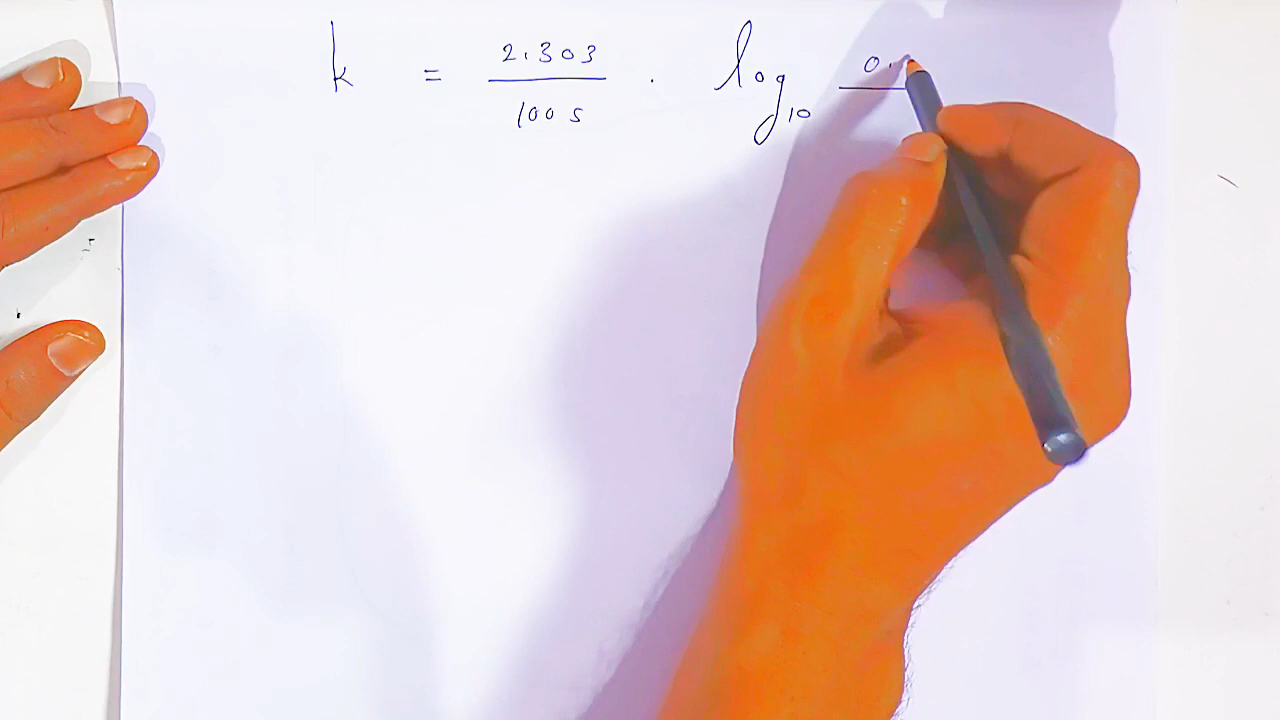 k = 2.303 / 100 s . log10 0.